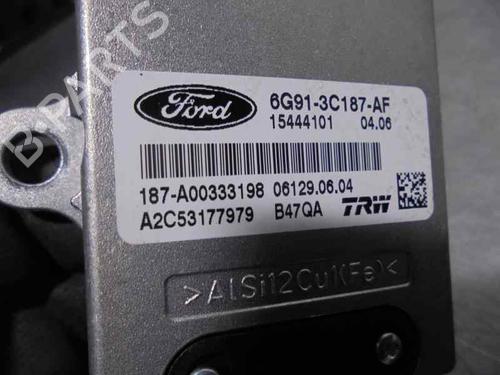 B-PARTS
Ford
6G91-3C187-AF
15444101 04.06
187-A00333198 06129.06.04
A2C53177979 B47QA TRW
>AlSi12Cu1(Fe)<